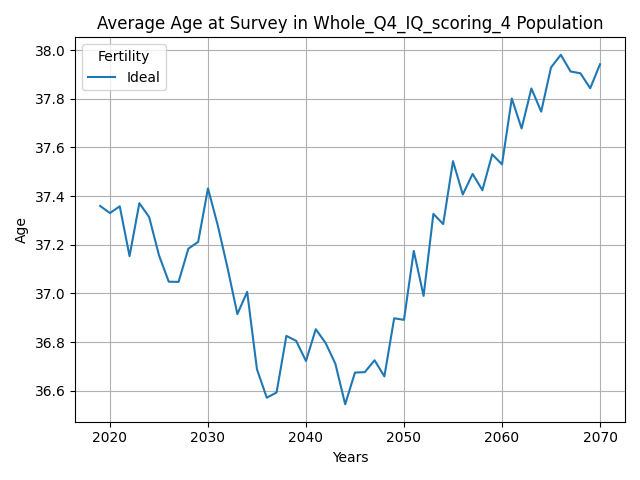 Average Age at Survey in Whole_Q4_IQ_scoring_4 Population
Fertility
Ideal
38.0
37.8
37.6
37.4
37.2
37.0
36.8
36.6
Age
2020 2030 2040 2050 2060 2070
Years